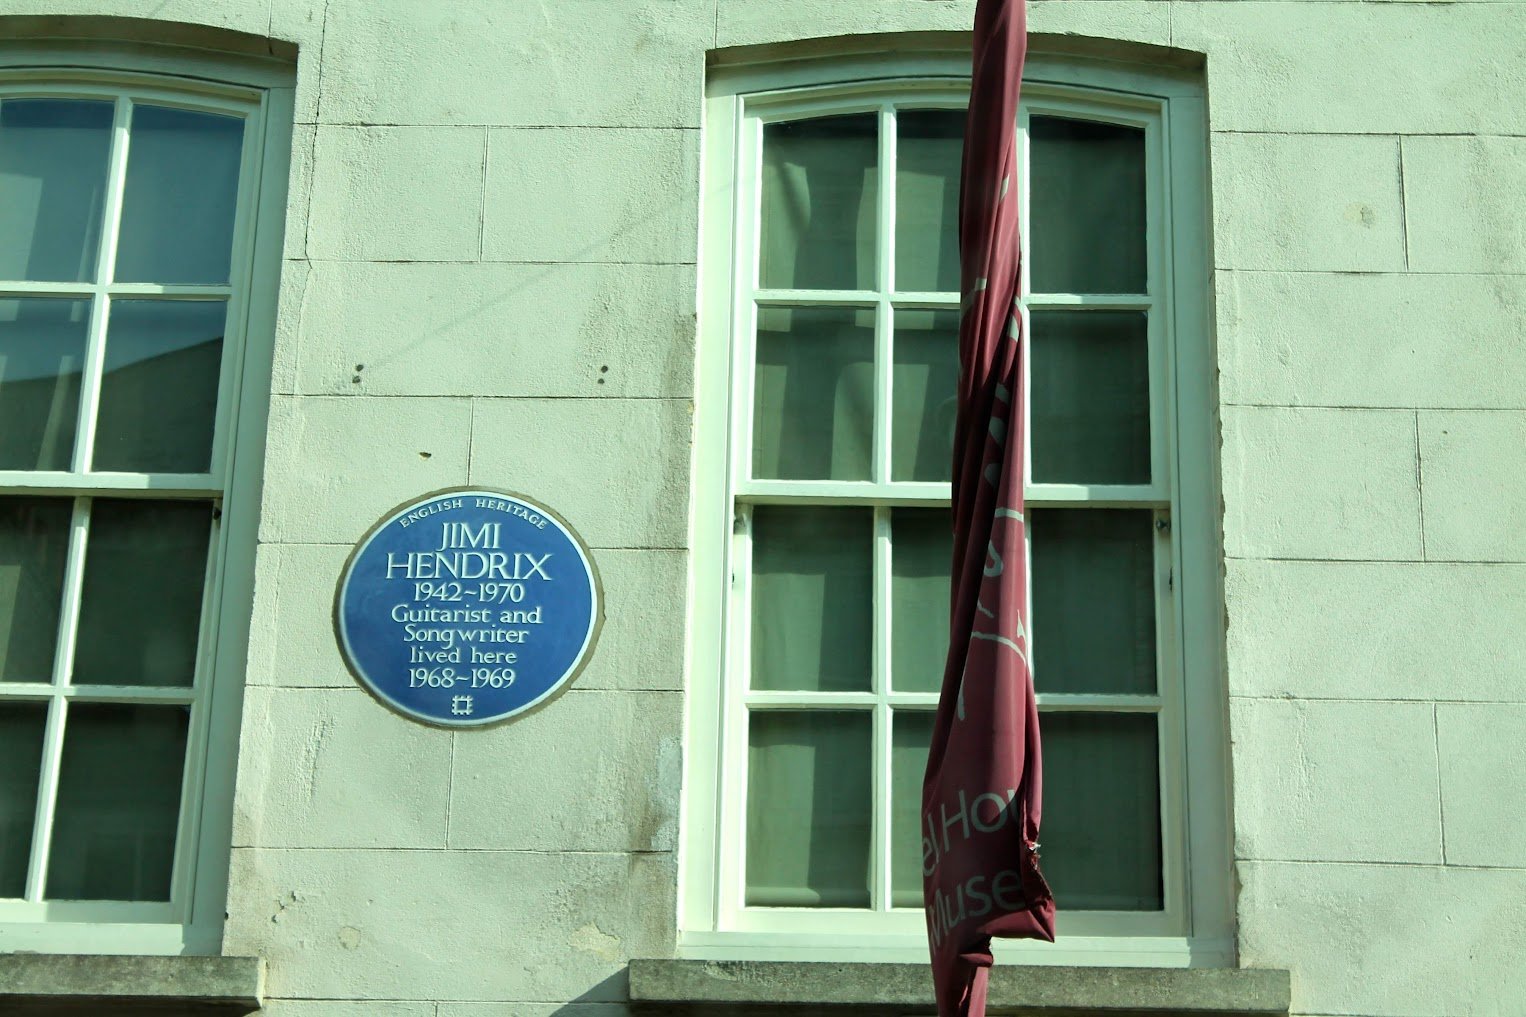 ENGLISH HERITAGE
JIMI
HENDRIX
1942~1970
Guitarist and
Songwriter
lived here
1968~1969